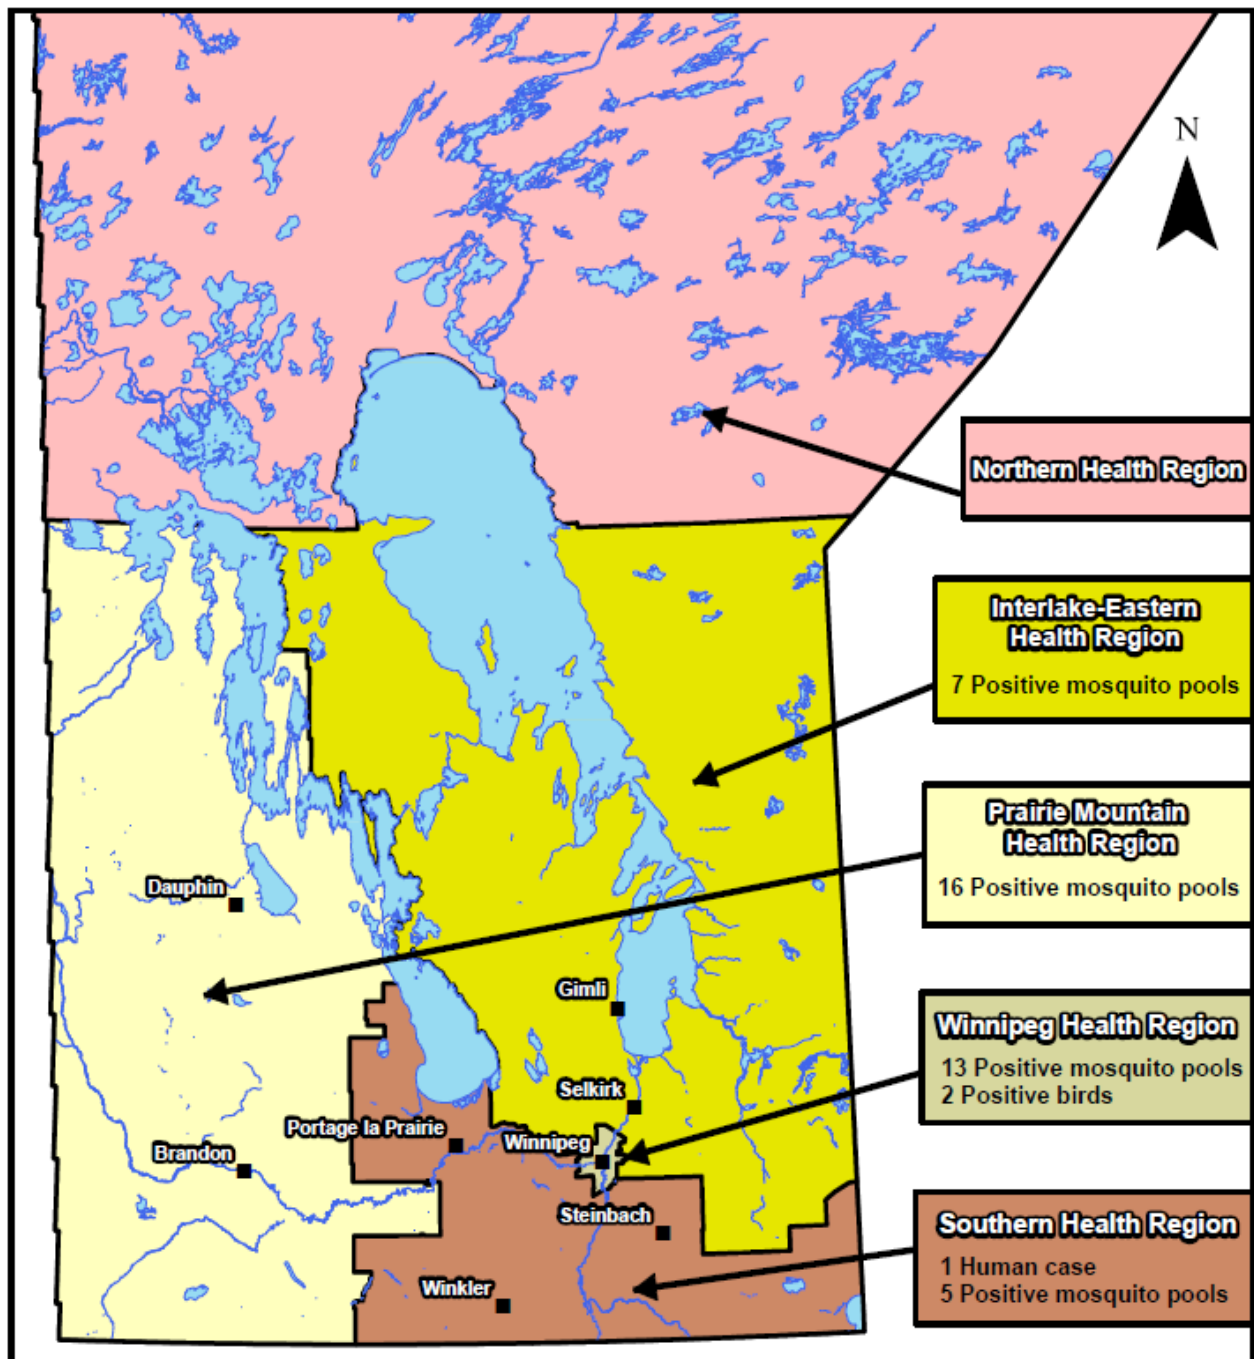 N
Northern Health Region
Interlake-Eastern
Health Region
7 Positive mosquito pools
Prairie Mountain
Health Region
16 Positive mosquito pools
Dauphin
Gimli
Winnipeg Health Region
13 Positive mosquito pools
2 Positive birds
Selkirk
Portage la Prairie
Winnipeg
Brandon
Steinbach
Southern Health Region
1 Human case
5 Positive mosquito pools
Winkler